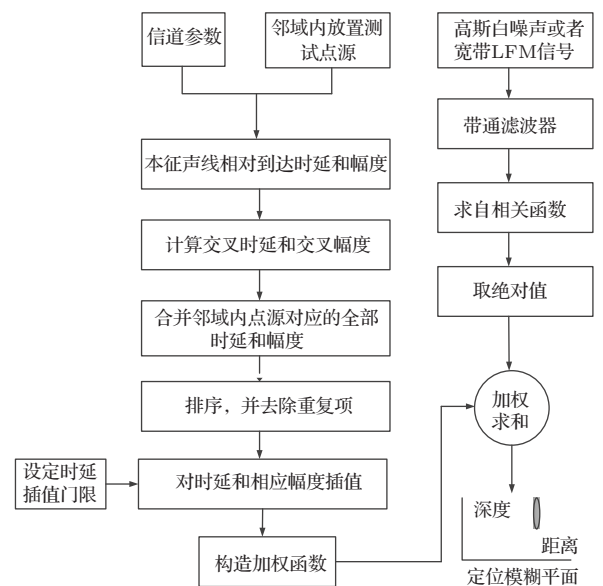 信道参数
邻域内放置测
试点源
本征声线相对到达时延和幅度
计算交叉时延和交叉幅度
合并邻域内点源对应的全部
时延和幅度
排序，并去除重复项
设定时延
插值门限
对时延和相应幅度插值
构造加权函数
高斯白噪声或者
宽带LFM信号
带通滤波器
求自相关函数
取绝对值
加权
求和
深度
距离
定位模糊平面